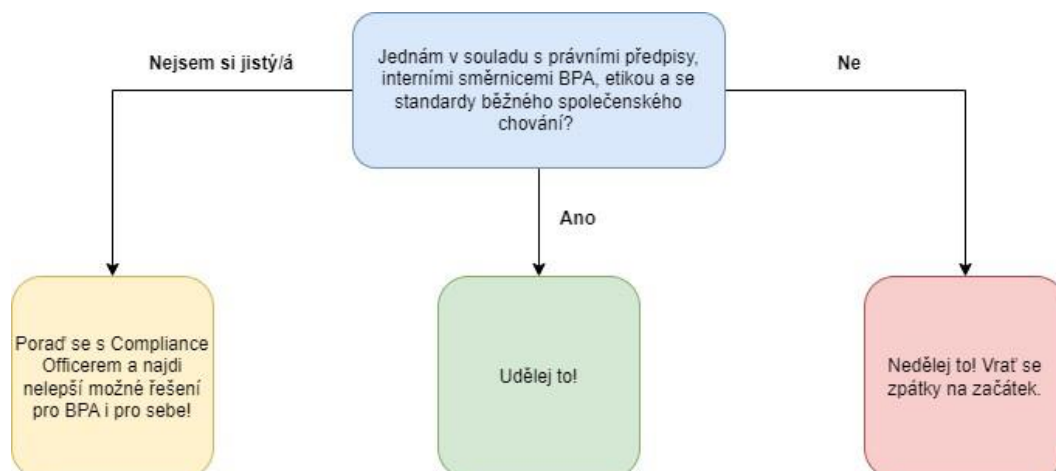 Jednám v souladu s právními předpisy,
interními směrnicemi BPA, etikou a se
standardy běžného společenského
chování?
Nejsem si jistý/á
Ne
Ano
Poraď se s Compliance
Officerem a najdi
nelepší možné řešení
pro BPA i pro sebe!
Udělej to!
Nedělej to! Vrať se
zpátky na začátek.